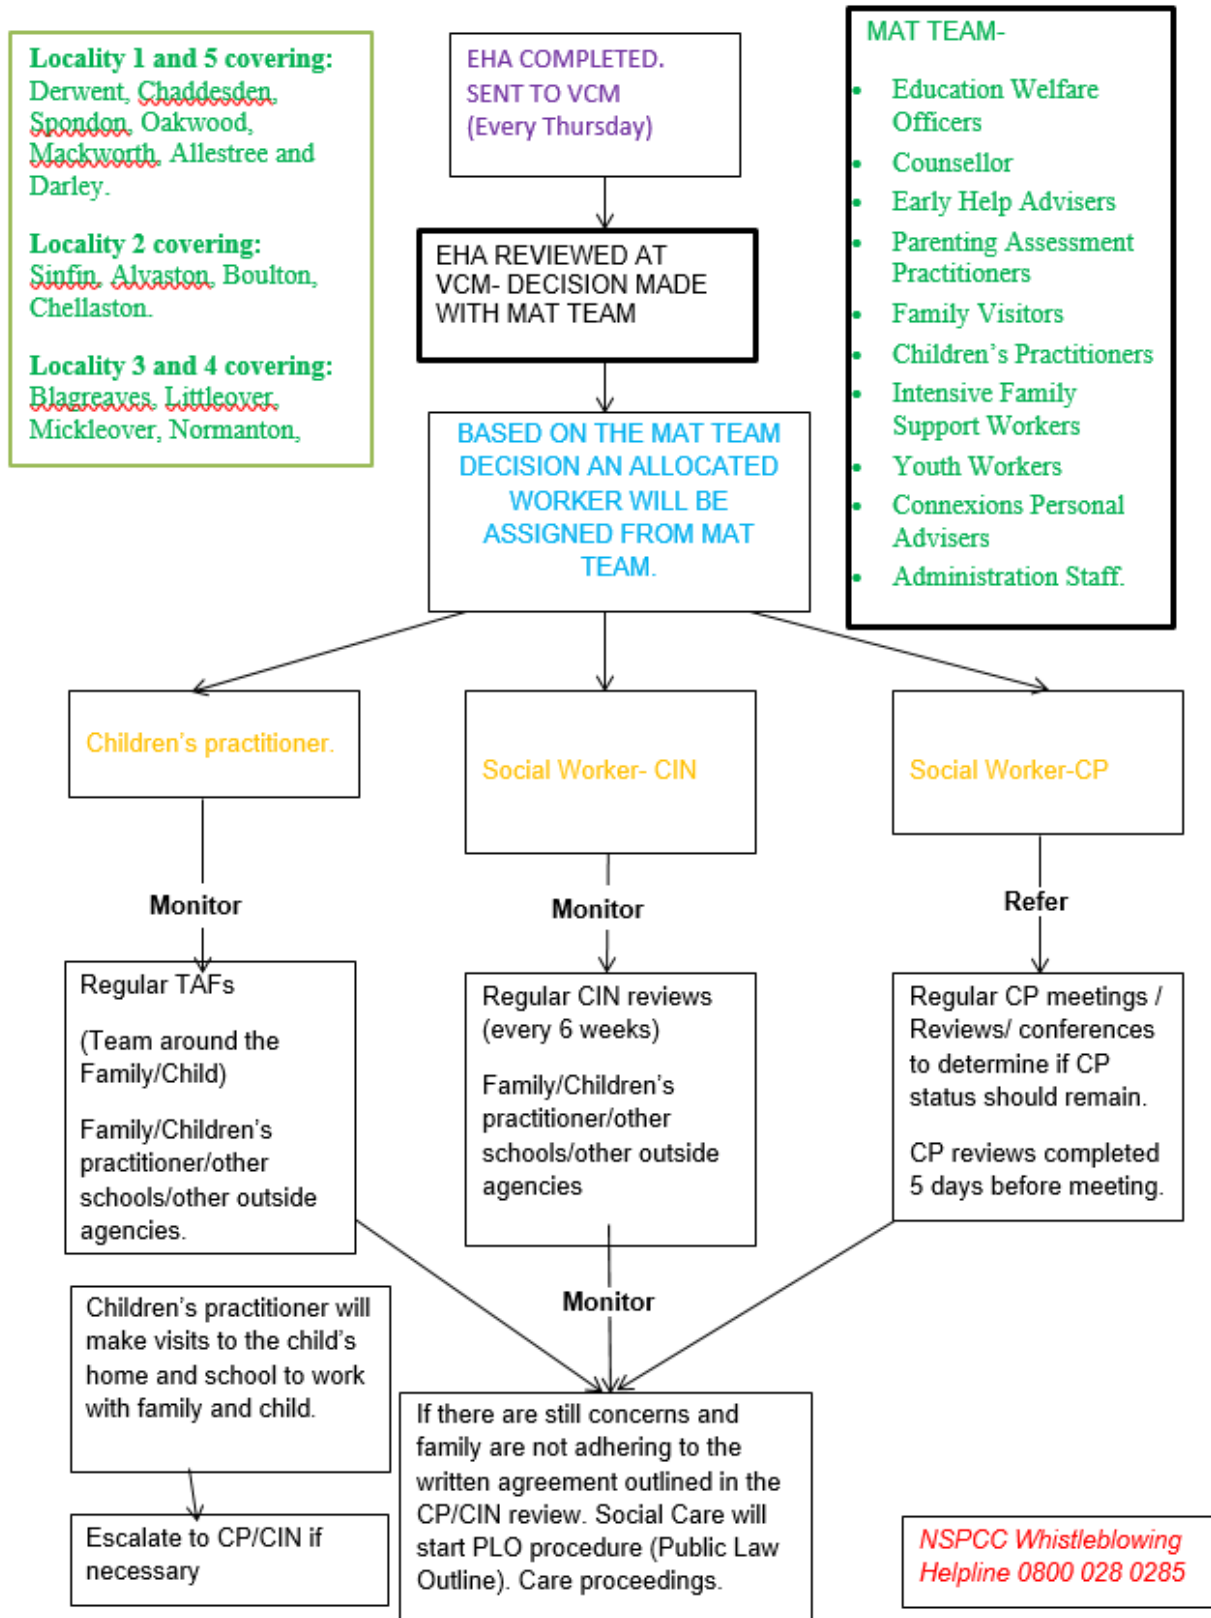 Locality 1 and 5 covering:
Derwent, Chaddesden,
Spondon, Oakwood,
Mackworth, Allestree and
Darley.
Locality 2 covering:
Sinfin, Alvaston, Boulton,
Chellaston.
Locality 3 and 4 covering:
Blagreaves, Littleover,
Mickleover, Normanton,
EHA COMPLETED.
SENT TO VCM
(Every Thursday)
MAT TEAM-
• Education Welfare
Officers
• Counsellor
• Early Help Advisers
• Parenting Assessment
Practitioners
• Family Visitors
• Children’s Practitioners
• Intensive Family
Support Workers
• Youth Workers
• Connexions Personal
Advisers
• Administration Staff.
EHA REVIEWED AT
VCM- DECISION MADE
WITH MAT TEAM
BASED ON THE MAT TEAM
DECISION AN ALLOCATED
WORKER WILL BE
ASSIGNED FROM MAT
TEAM.
Children’s practitioner.
Social Worker- CIN
Social Worker-CP
Monitor
Monitor
Refer
Regular TAFs
(Team around the
Family/Child)
Family/Children’s
practitioner/other
schools/other outside
agencies.
Regular CIN reviews
(every 6 weeks)
Family/Children’s
practitioner/other
schools/other outside
agencies
Regular CP meetings /
Reviews/ conferences
to determine if CP
status should remain.
CP reviews completed
5 days before meeting.
Monitor
Children’s practitioner will
make visits to the child’s
home and school to work
with family and child.
Escalate to CP/CIN if
necessary
If there are still concerns and
family are not adhering to the
written agreement outlined in the
CP/CIN review. Social Care will
start PLO procedure (Public Law
Outline). Care proceedings.
NSPCC Whistleblowing
Helpline 0800 028 0285